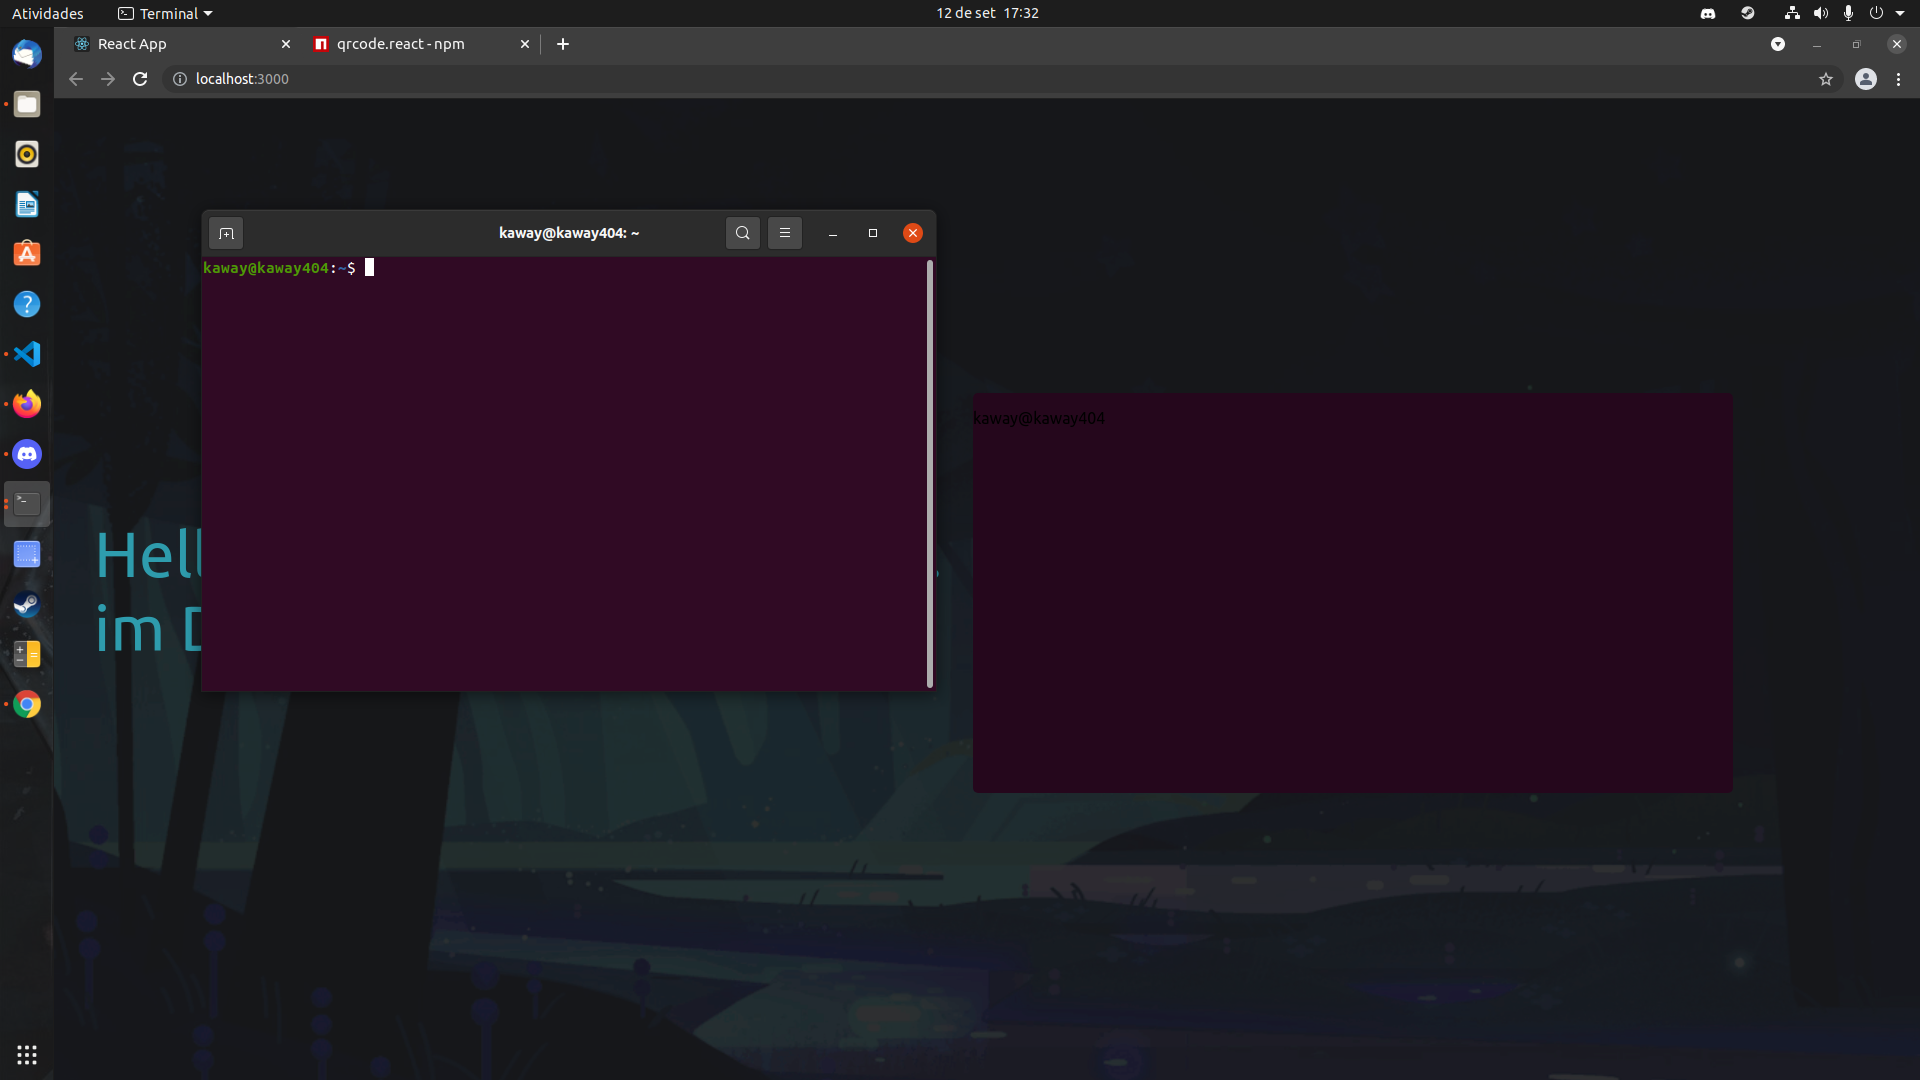 Atividades
Terminal
12 de set 17:32
React App
qrcode.react - npm
localhost:3000
kaway@kaway404: ~
kaway@kaway404:~$
kaway@kaway404
Hell
im D